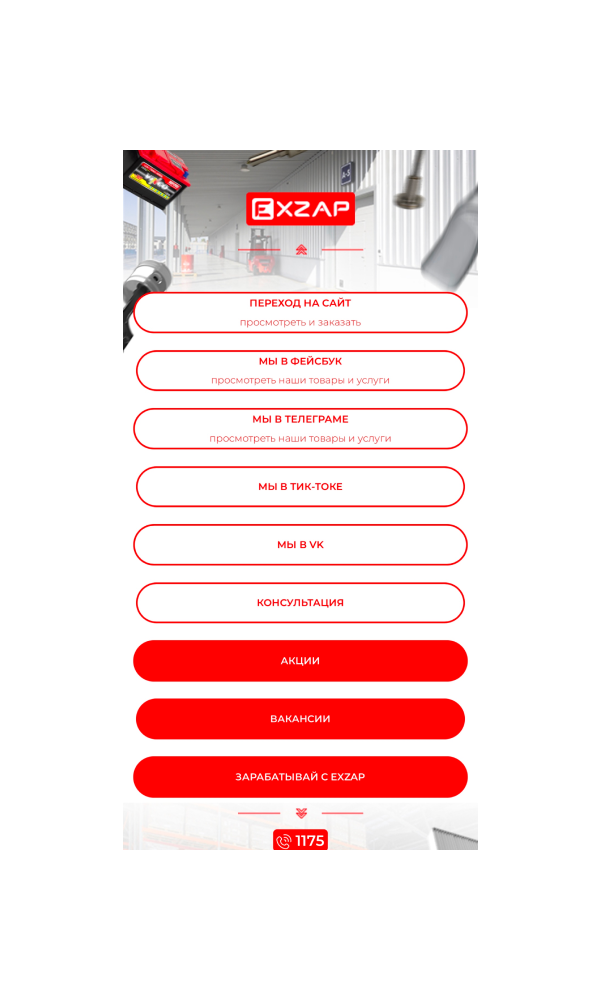 A-3
EXZAP
ПЕРЕХОД НА САЙТ
просмотреть и заказать
МЫ В ФЕЙСБУК
просмотреть наши товары и услуги
МЫ В ТЕЛЕГРАМЕ
просмотреть наши товары и услуги
МЫ В ТИК-ТОКЕ
МЫ В VK
КОНСУЛЬТАЦИЯ
АКЦИИ
ВАКАНСИИ
ЗАРАБАТЫВАЙ С EXZAP
1175